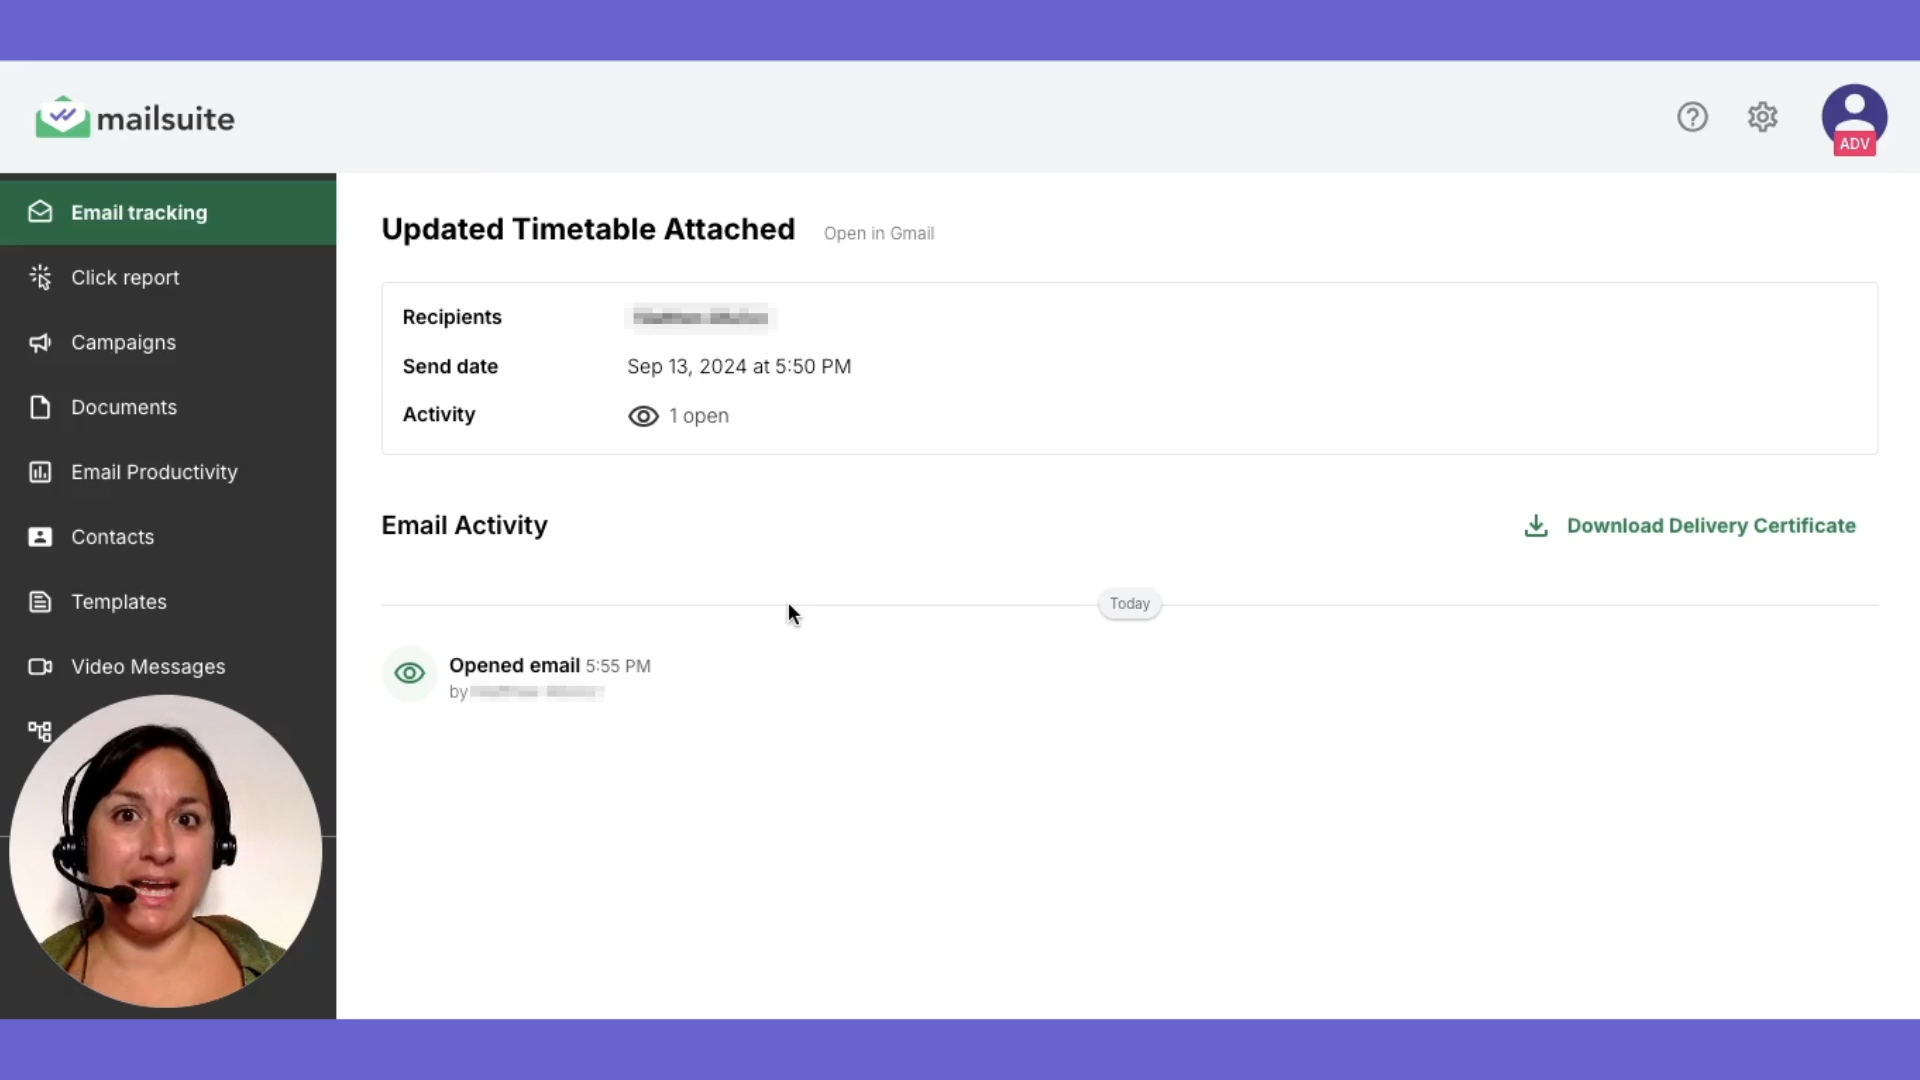 mailsuite
ADV
Email tracking
Click report
Campaigns
Documents
Email Productivity
Contacts
Templates
Video Messages
Updated Timetable Attached Open in Gmail
Recipients
Send date Sep 13, 2024 at 5:50 PM
Activity 1 open
Email Activity Download Delivery Certificate
Today
Opened email 5:55 PM
by